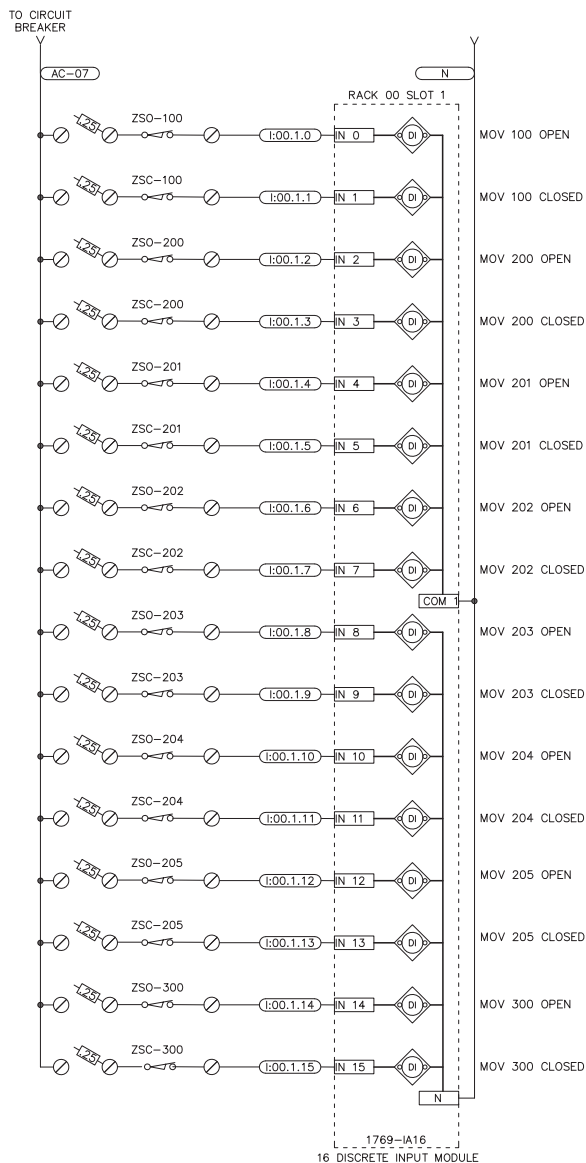 TO CIRCUIT
BREAKER
AC-07 N
RACK 00 SLOT 1
.25 ZSO-100 I:00.1.0 IN 0 DI MOV 100 OPEN
.25 ZSC-100 I:00.1.1 IN 1 DI MOV 100 CLOSED
.25 ZSO-200 I:00.1.2 IN 2 DI MOV 200 OPEN
.25 ZSC-200 I:00.1.3 IN 3 DI MOV 200 CLOSED
.25 ZSO-201 I:00.1.4 IN 4 DI MOV 201 OPEN
.25 ZSC-201 I:00.1.5 IN 5 DI MOV 201 CLOSED
.25 ZSO-202 I:00.1.6 IN 6 DI MOV 202 OPEN
.25 ZSC-202 I:00.1.7 IN 7 DI MOV 202 CLOSED
COM 1
.25 ZSO-203 I:00.1.8 IN 8 DI MOV 203 OPEN
.25 ZSC-203 I:00.1.9 IN 9 DI MOV 203 CLOSED
.25 ZSO-204 I:00.1.10 IN 10 DI MOV 204 OPEN
.25 ZSC-204 I:00.1.11 IN 11 DI MOV 204 CLOSED
.25 ZSO-205 I:00.1.12 IN 12 DI MOV 205 OPEN
.25 ZSC-205 I:00.1.13 IN 13 DI MOV 205 CLOSED
.25 ZSO-300 I:00.1.14 IN 14 DI MOV 300 OPEN
.25 ZSC-300 I:00.1.15 IN 15 DI MOV 300 CLOSED
N
1769-IA16
16 DISCRETE INPUT MODULE